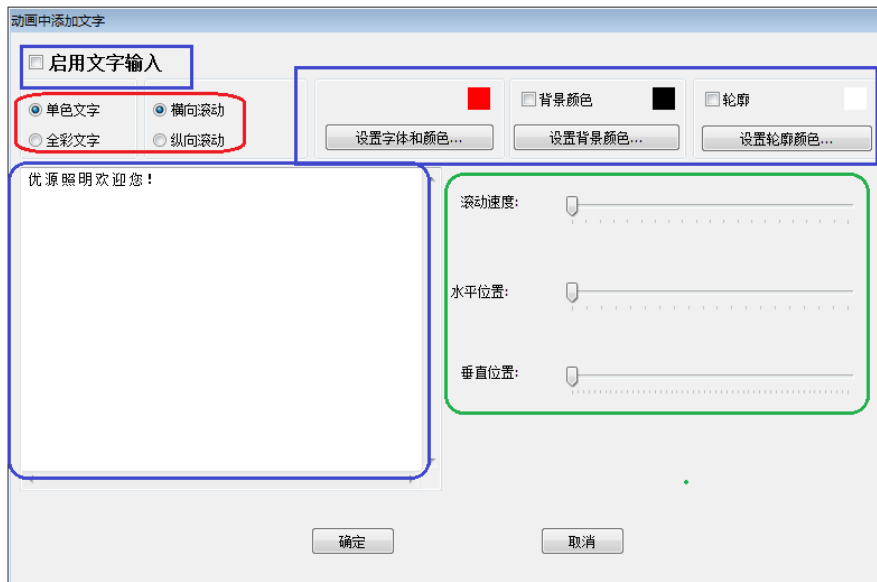 动画中添加文字
启用文字输入
单色文字 横向滚动
全彩文字 纵向滚动
背景颜色 轮廓
设置字体和颜色... 设置背景颜色... 设置轮廓颜色...
优源照明欢迎您!
滚动速度:
水平位置:
垂直位置:
确定 取消